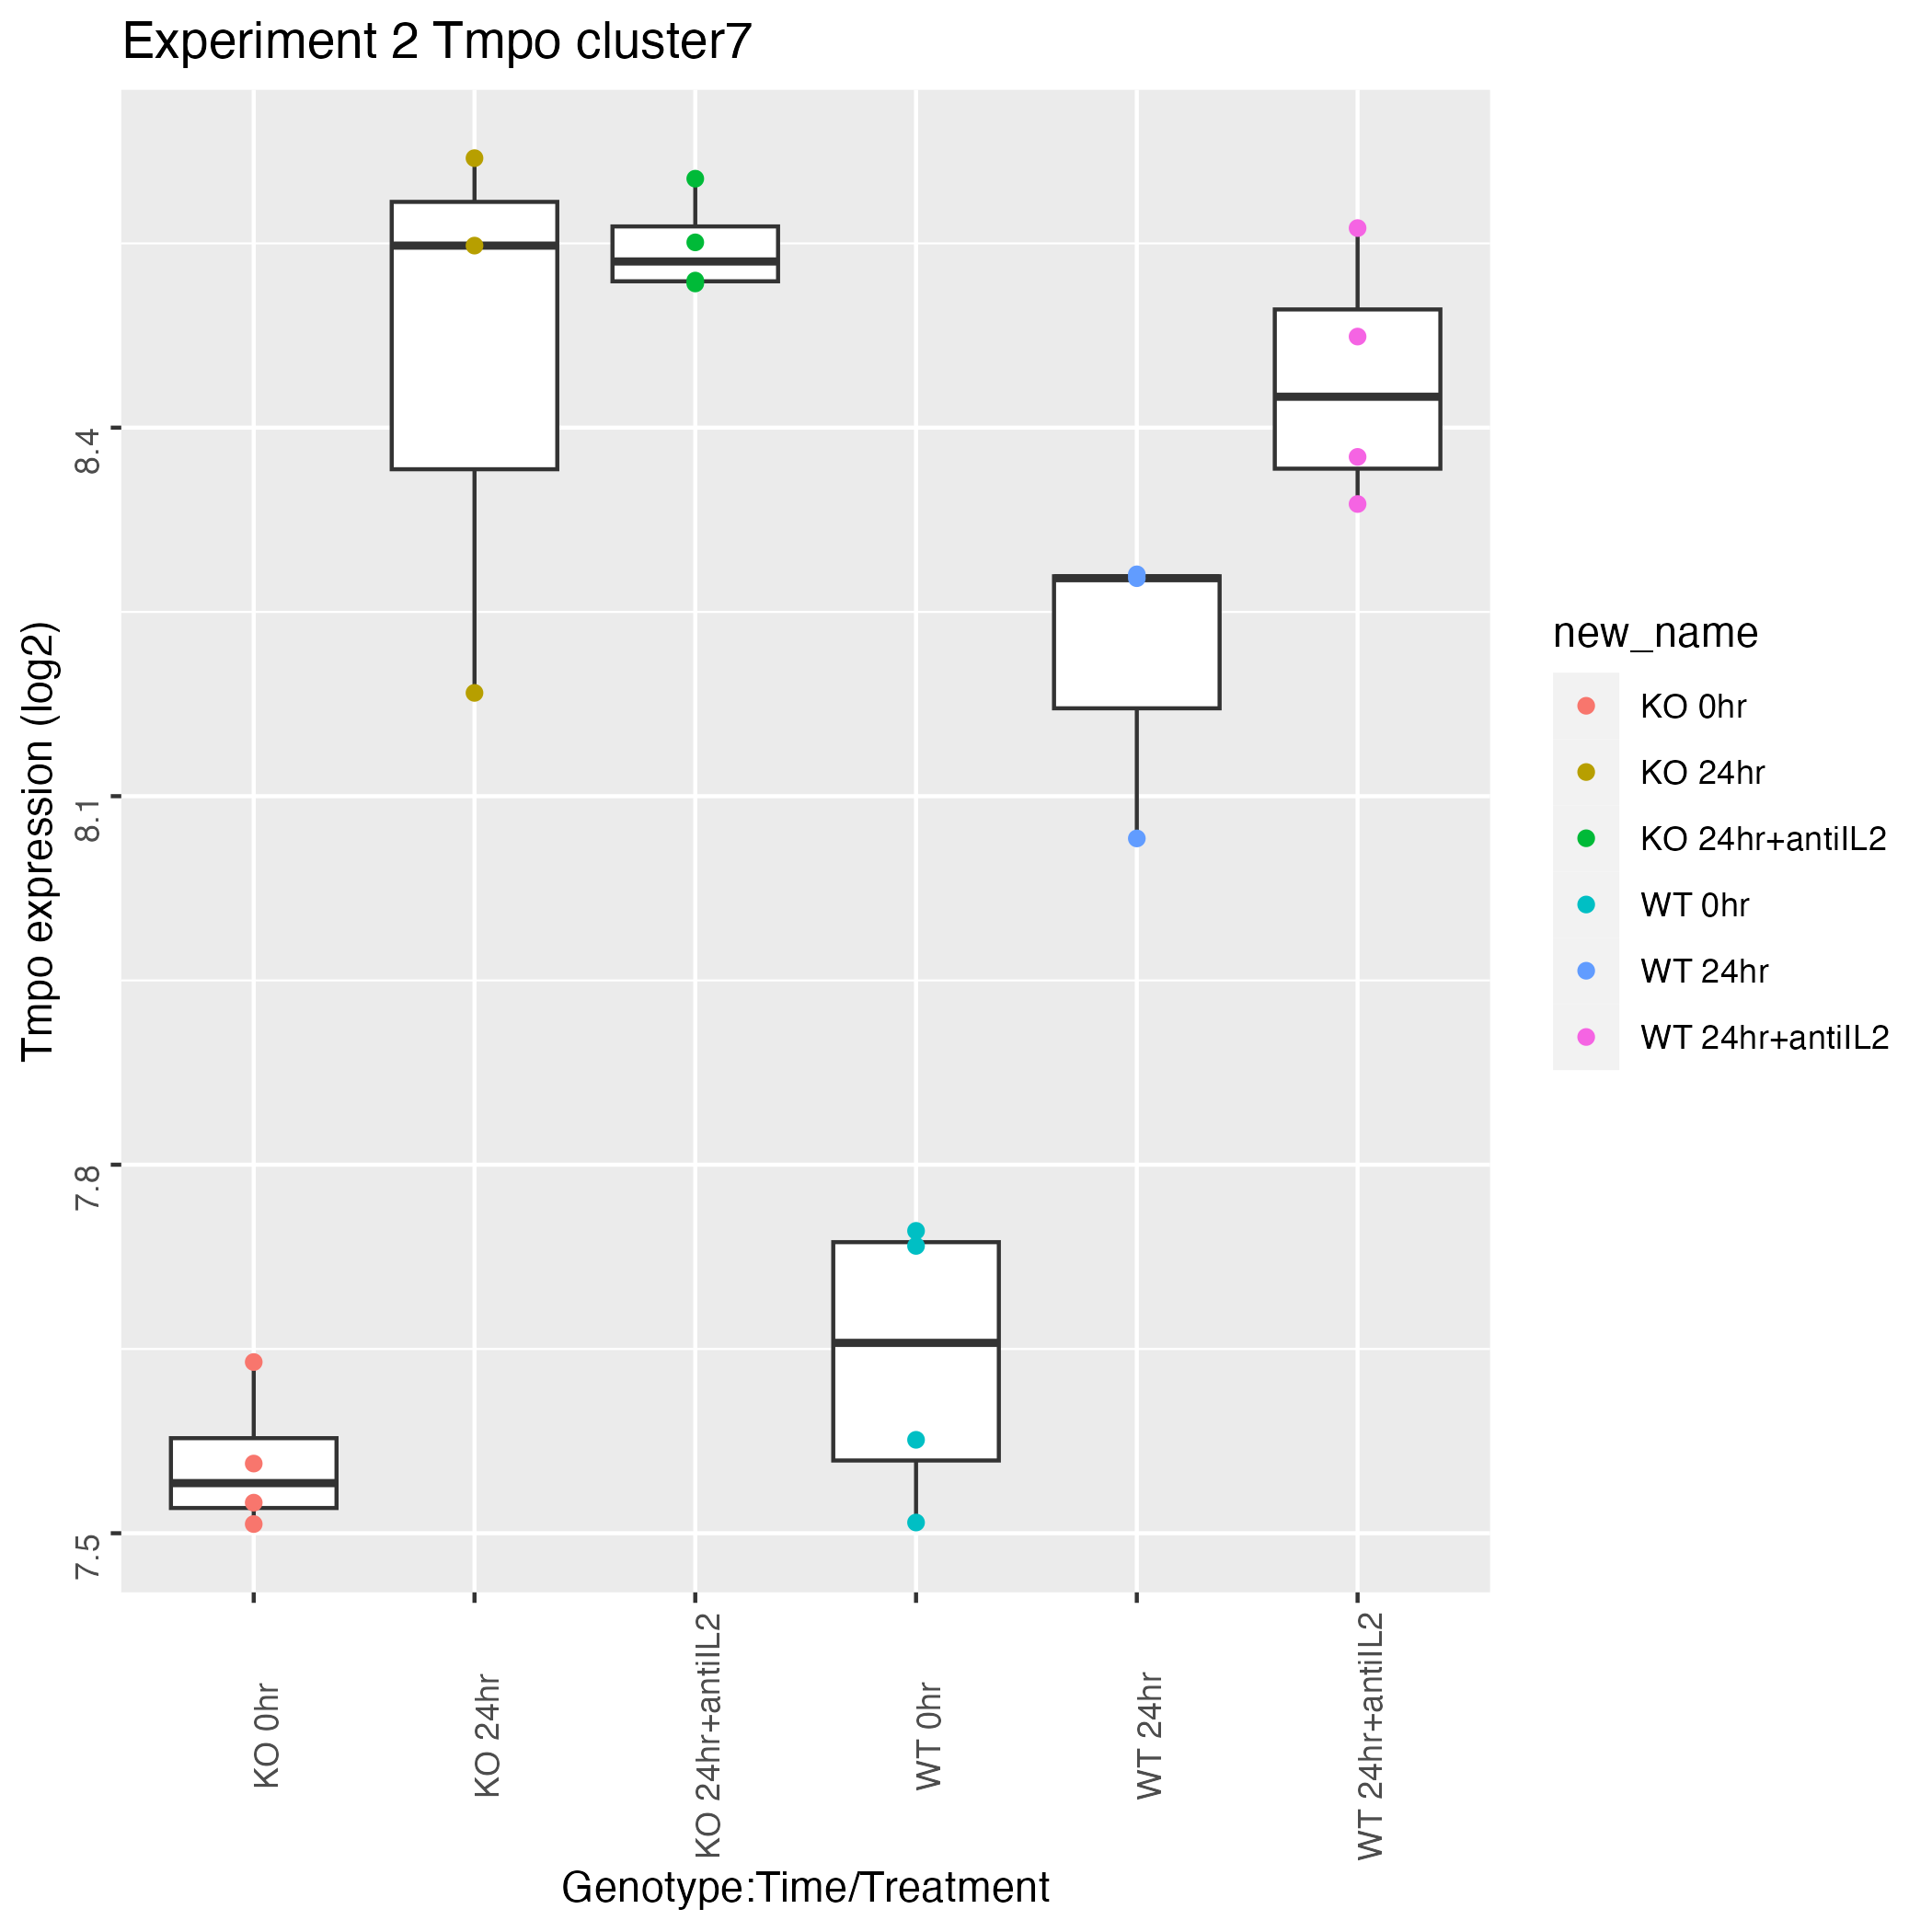 Experiment 2 Tmpo cluster7
Tmpo expression (log2)
8.4
8.1
7.8
7.5
KO 0hr
KO 24hr
KO 24hr+antiIL2
WT 0hr
WT 24hr
WT 24hr+antiIL2
Genotype:Time/Treatment
new_name
KO 0hr
KO 24hr
KO 24hr+antiIL2
WT 0hr
WT 24hr
WT 24hr+antiIL2